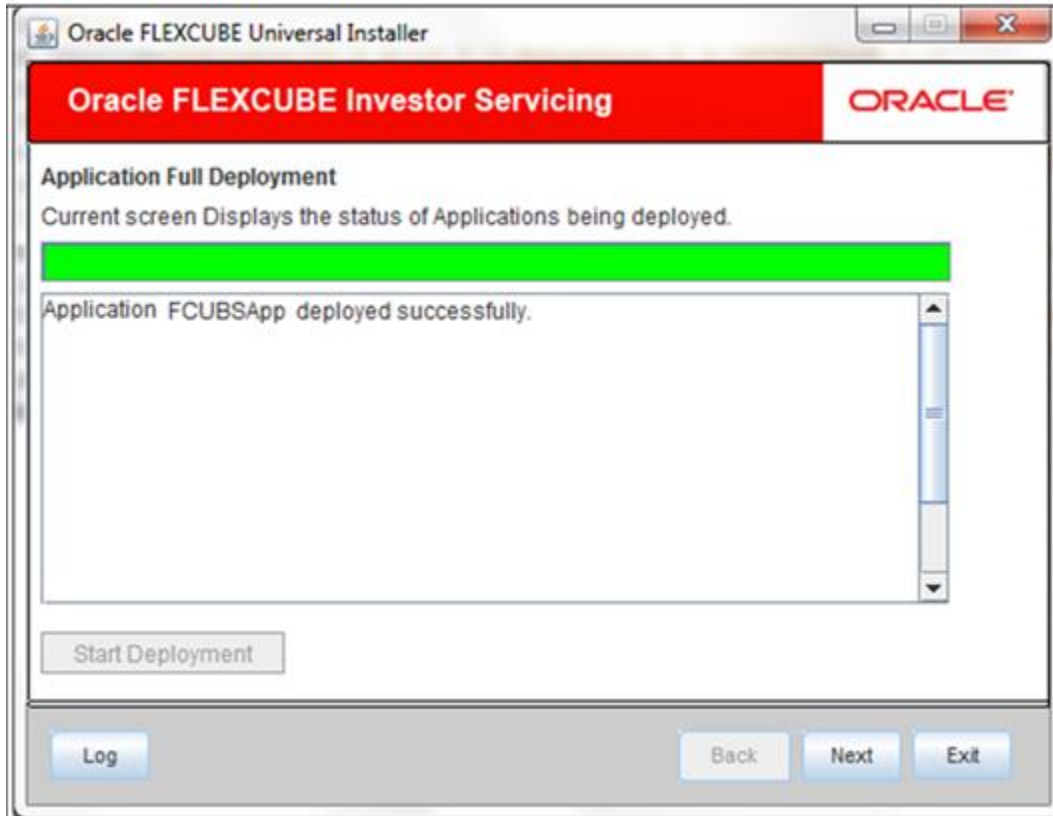 Oracle FLEXCUBE Universal Installer
Oracle FLEXCUBE Investor Servicing
ORACLE
Application Full Deployment
Current screen Displays the status of Applications being deployed.
Application FCUBSApp deployed successfully.
Start Deployment
Log
Back
Next
Exit